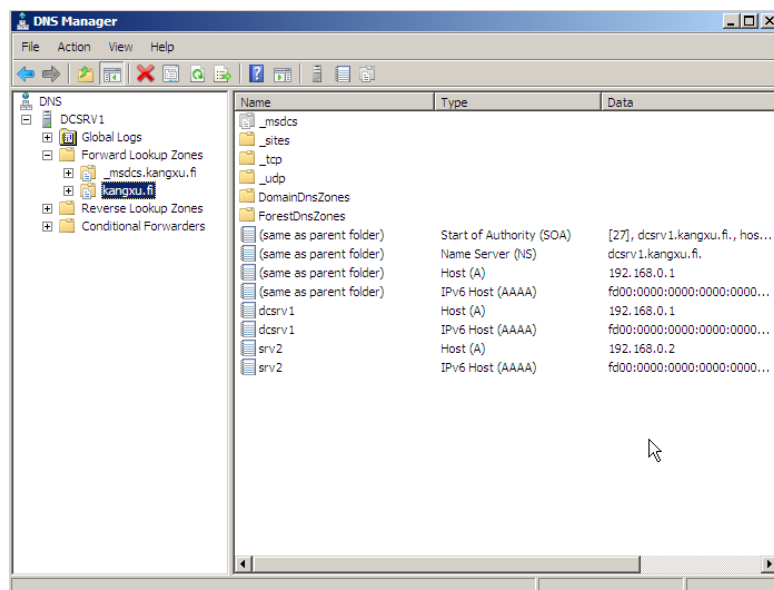 DNS Manager
File Action View Help
DNS
DCSRV1
Global Logs
Forward Lookup Zones
_msdcs.kangxu.fi
kangxu.fi
Reverse Lookup Zones
Conditional Forwarders
Name Type Data
_msdcs
_sites
_tcp
_udp
DomainDnsZones
ForestDnsZones
(same as parent folder) Start of Authority (SOA) [27], dcsrv1.kangxu.fi., hos...
(same as parent folder) Name Server (NS) dcsrv1.kangxu.fi.
(same as parent folder) Host (A) 192.168.0.1
(same as parent folder) IPv6 Host (AAAA) fd00:0000:0000:0000:0000...
dcsrv1 Host (A) 192.168.0.1
dcsrv1 IPv6 Host (AAAA) fd00:0000:0000:0000:0000...
srv2 Host (A) 192.168.0.2
srv2 IPv6 Host (AAAA) fd00:0000:0000:0000:0000...